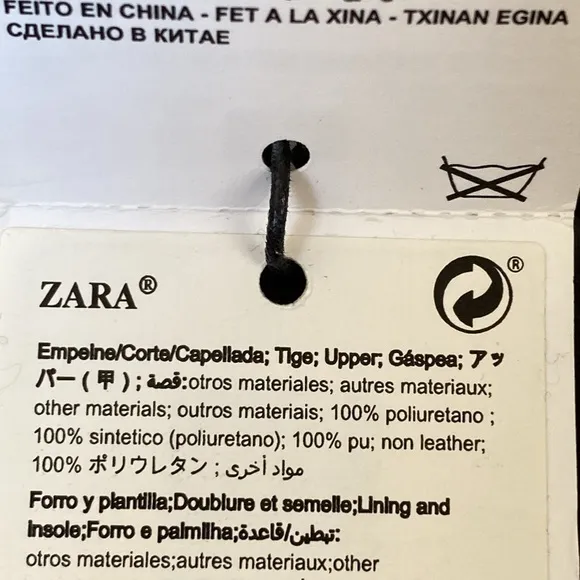 FEITO EN CHINA - FET A LA XINA - TXINAN EGINA
СДЕЛАНО В КИТАЕ
ZARA®
®
Empeine/Corte/Capellada; Tige; Upper; Gáspea; アッ
パー ( 甲 ) ; قصة:otros materiales; autres materiaux;
other materials; outros materiais; 100% poliuretano ;
100% sintetico (poliuretano); 100% pu; non leather;
100% ポリウレタン ; مواد أخرى
Forro y plantilla;Doublure et semelle;Lining and
insole;Forro e palmilha;تبطين/قاعدة:
otros materiales;autres materiaux;other